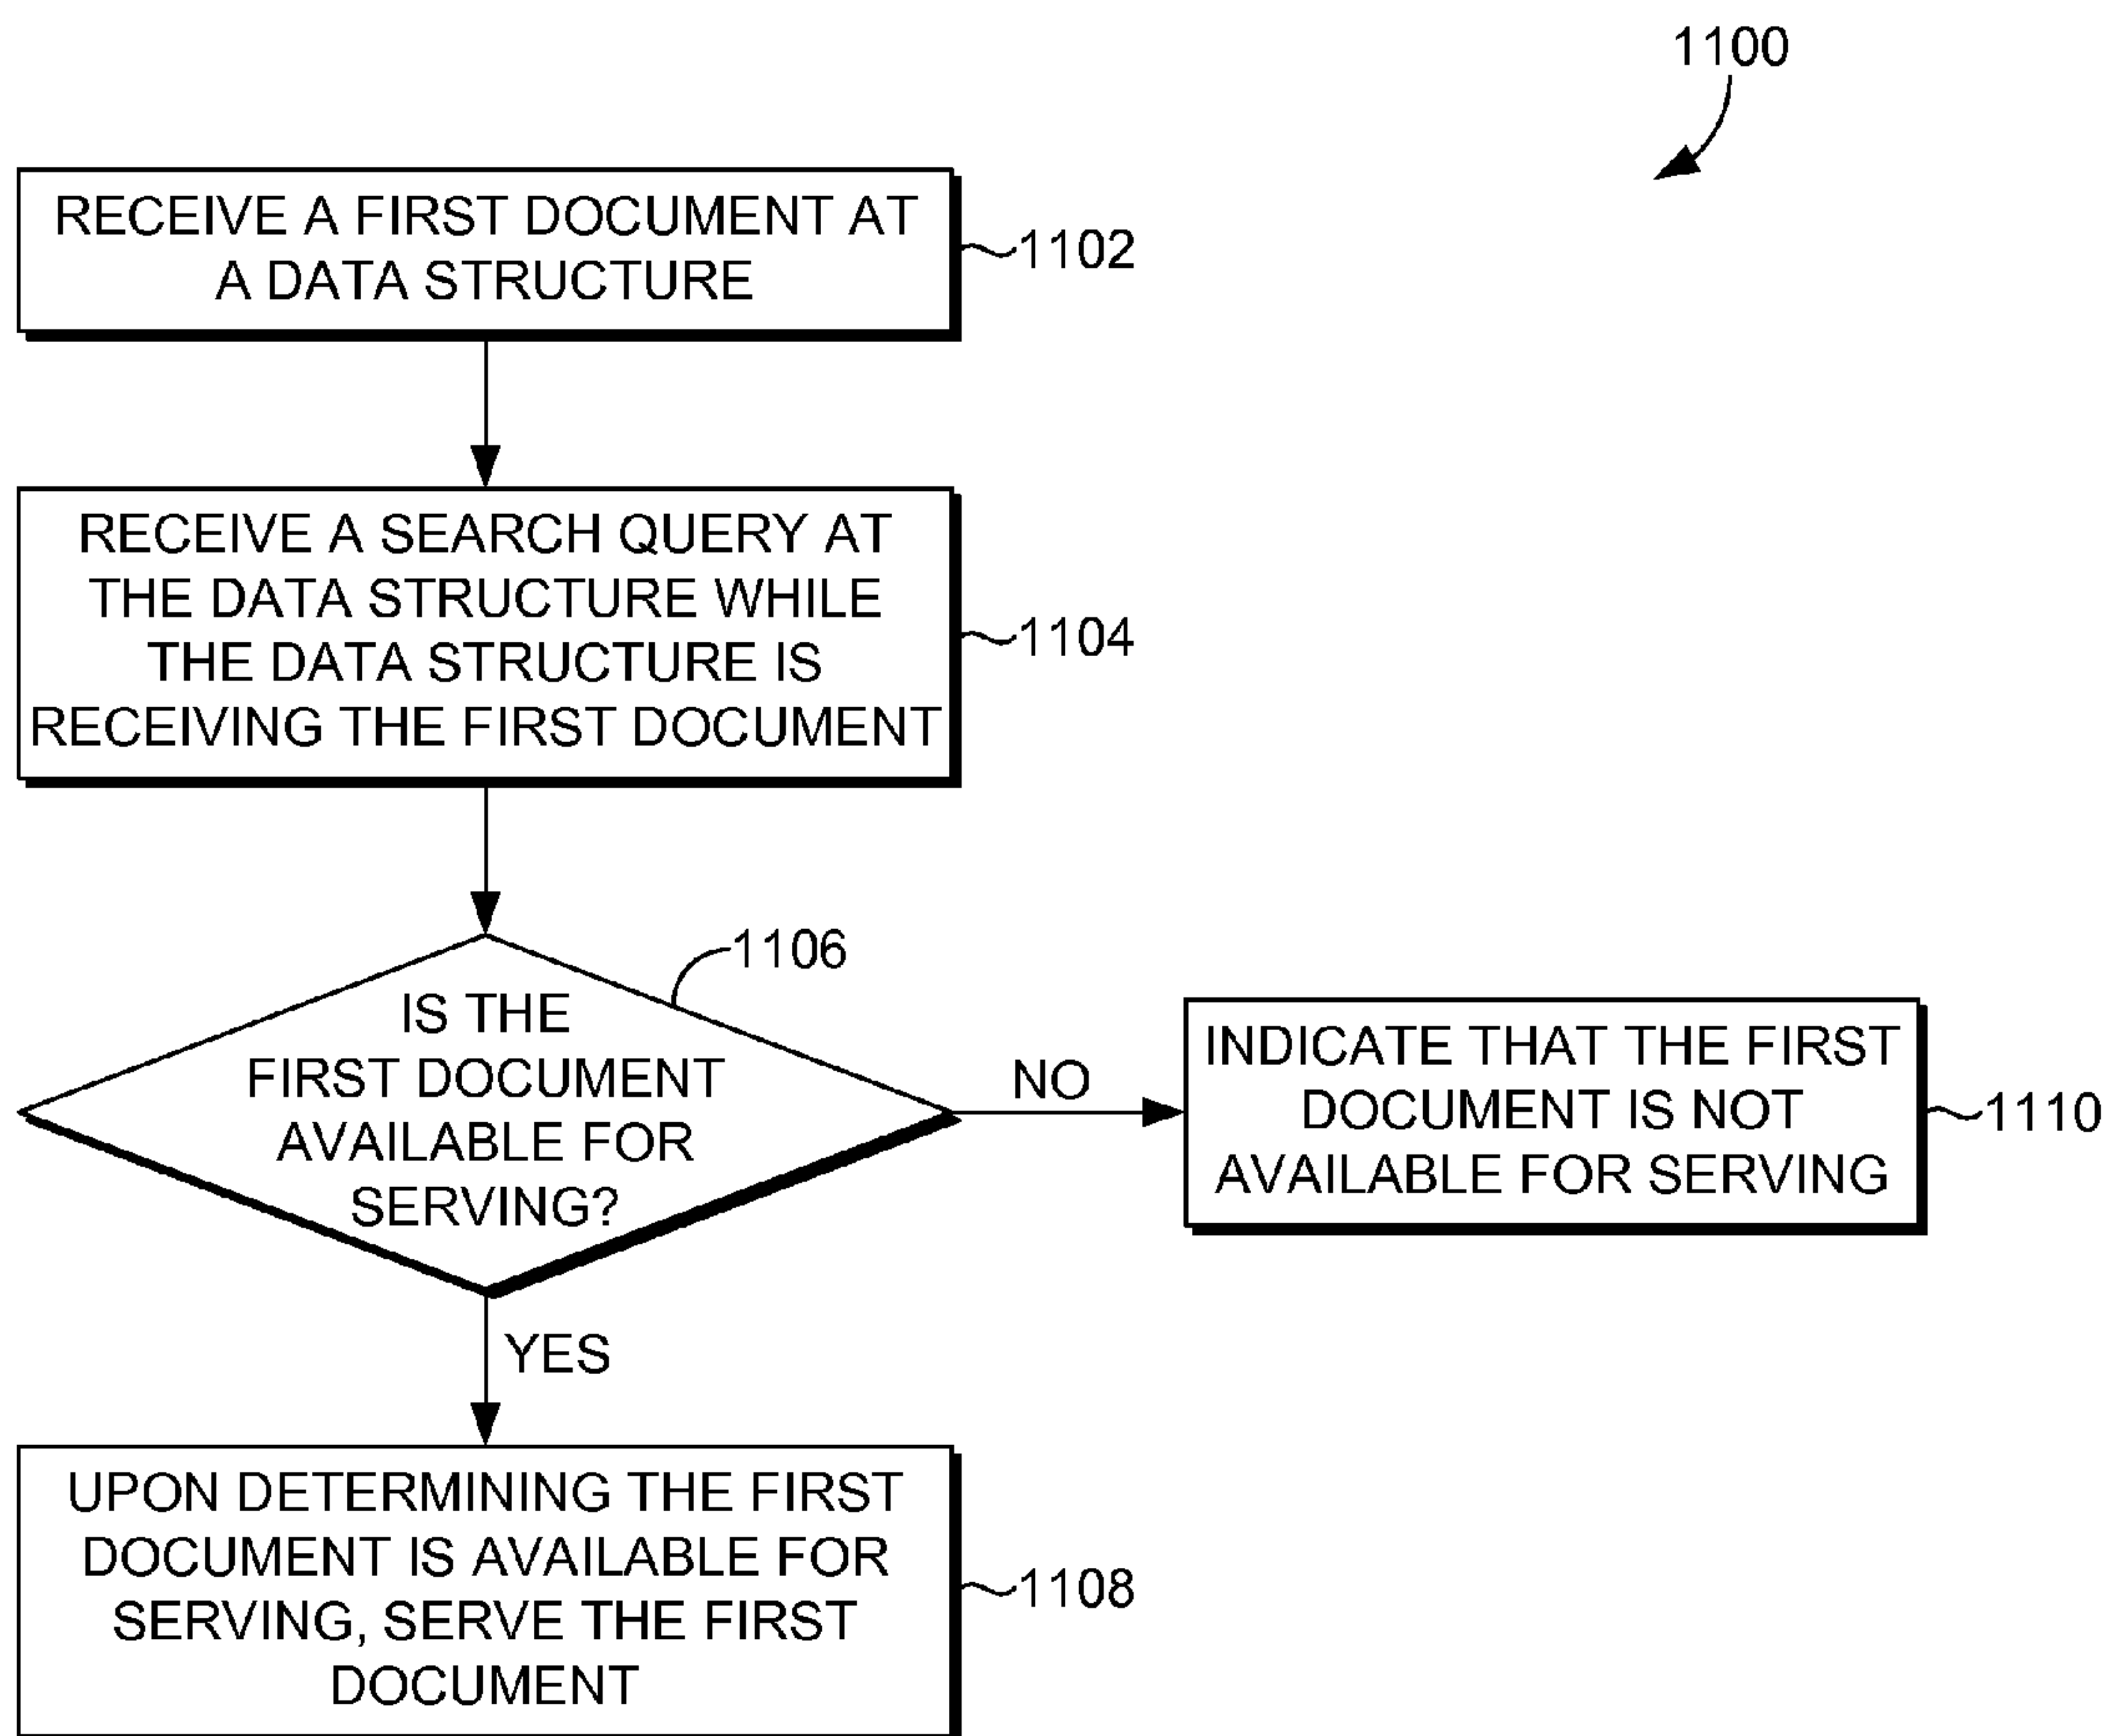 1100
RECEIVE A FIRST DOCUMENT AT
A DATA STRUCTURE
1102
RECEIVE A SEARCH QUERY AT
THE DATA STRUCTURE WHILE
THE DATA STRUCTURE IS
RECEIVING THE FIRST DOCUMENT
1104
1106
IS THE
FIRST DOCUMENT
AVAILABLE FOR
SERVING?
NO
INDICATE THAT THE FIRST
DOCUMENT IS NOT
AVAILABLE FOR SERVING
1110
YES
UPON DETERMINING THE FIRST
DOCUMENT IS AVAILABLE FOR
SERVING, SERVE THE FIRST
DOCUMENT
1108